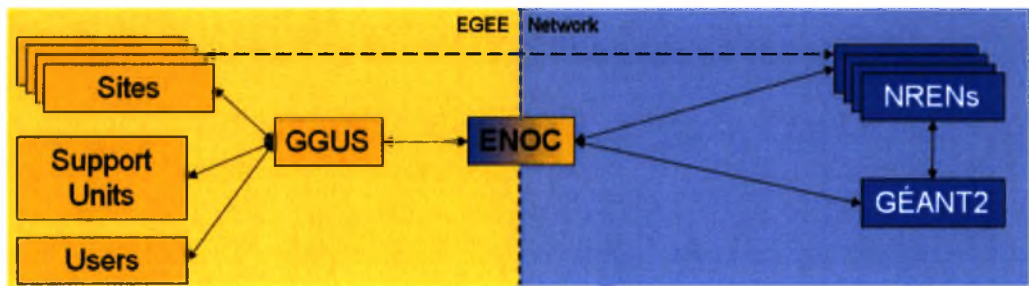 EGEE Network
Sites
NRENs
GGUS
ENOC
Support
Units
GÉANT2
Users